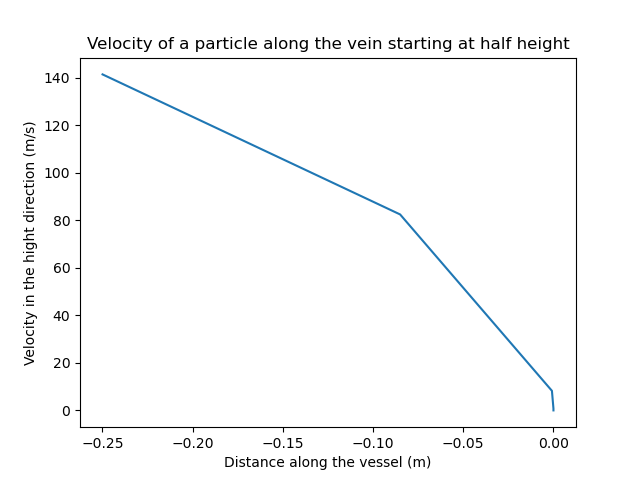 Velocity of a particle along the vein starting at half height
140
120
100
80
60
40
20
0
Velocity in the hight direction (m/s)
−0.25 −0.20 −0.15 −0.10 −0.05 0.00
Distance along the vessel (m)